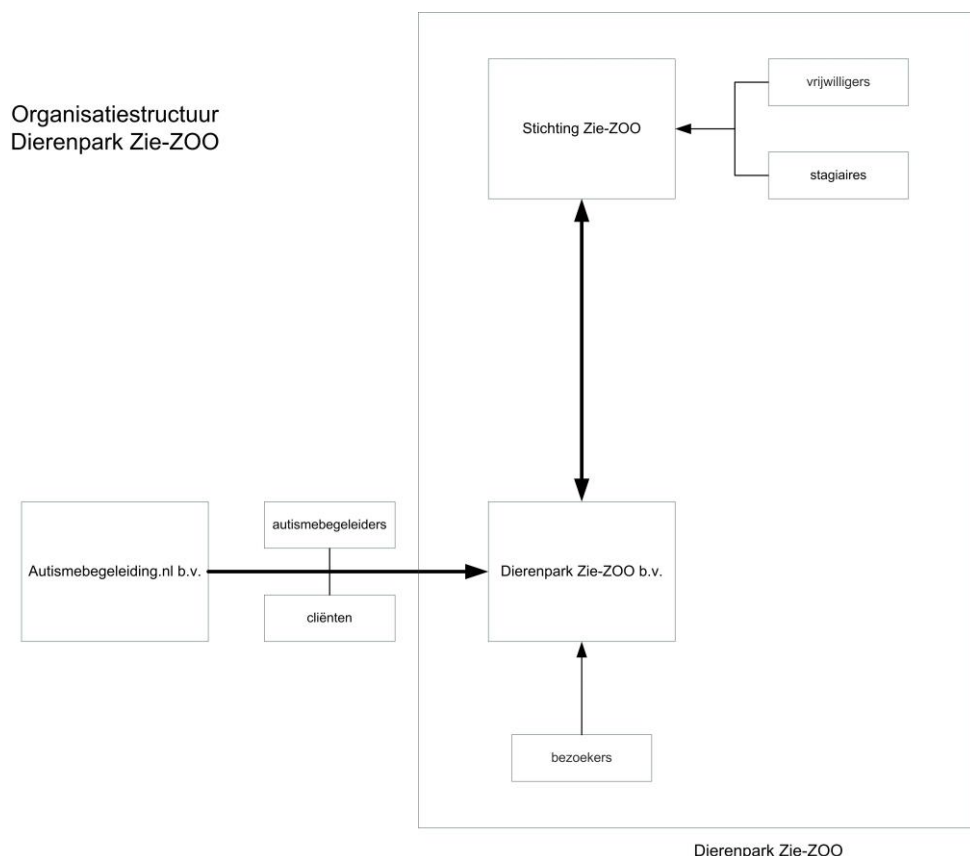 Organisatiestructuur
Dierenpark Zie-ZOO
vrijwilligers
Stichting Zie-ZOO
stagiaires
autismebegeleiders
Autismebegeleiding.nl b.v.
Dierenpark Zie-ZOO b.v.
cliënten
bezoekers
Dierenpark Zie-ZOO